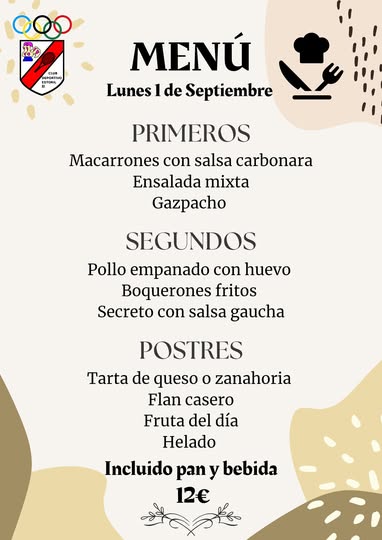 MENÚ
Lunes 1 de Septiembre
PRIMEROS
Macarrones con salsa carbonara
Ensalada mixta
Gazpacho
SEGUNDOS
Pollo empanado con huevo
Boquerones fritos
Secreto con salsa gaucha
POSTRES
Tarta de queso o zanahoria
Flan casero
Fruta del día
Helado
Incluido pan y bebida
12€
CLUB
DEPORTIVO
ESTORIL
II